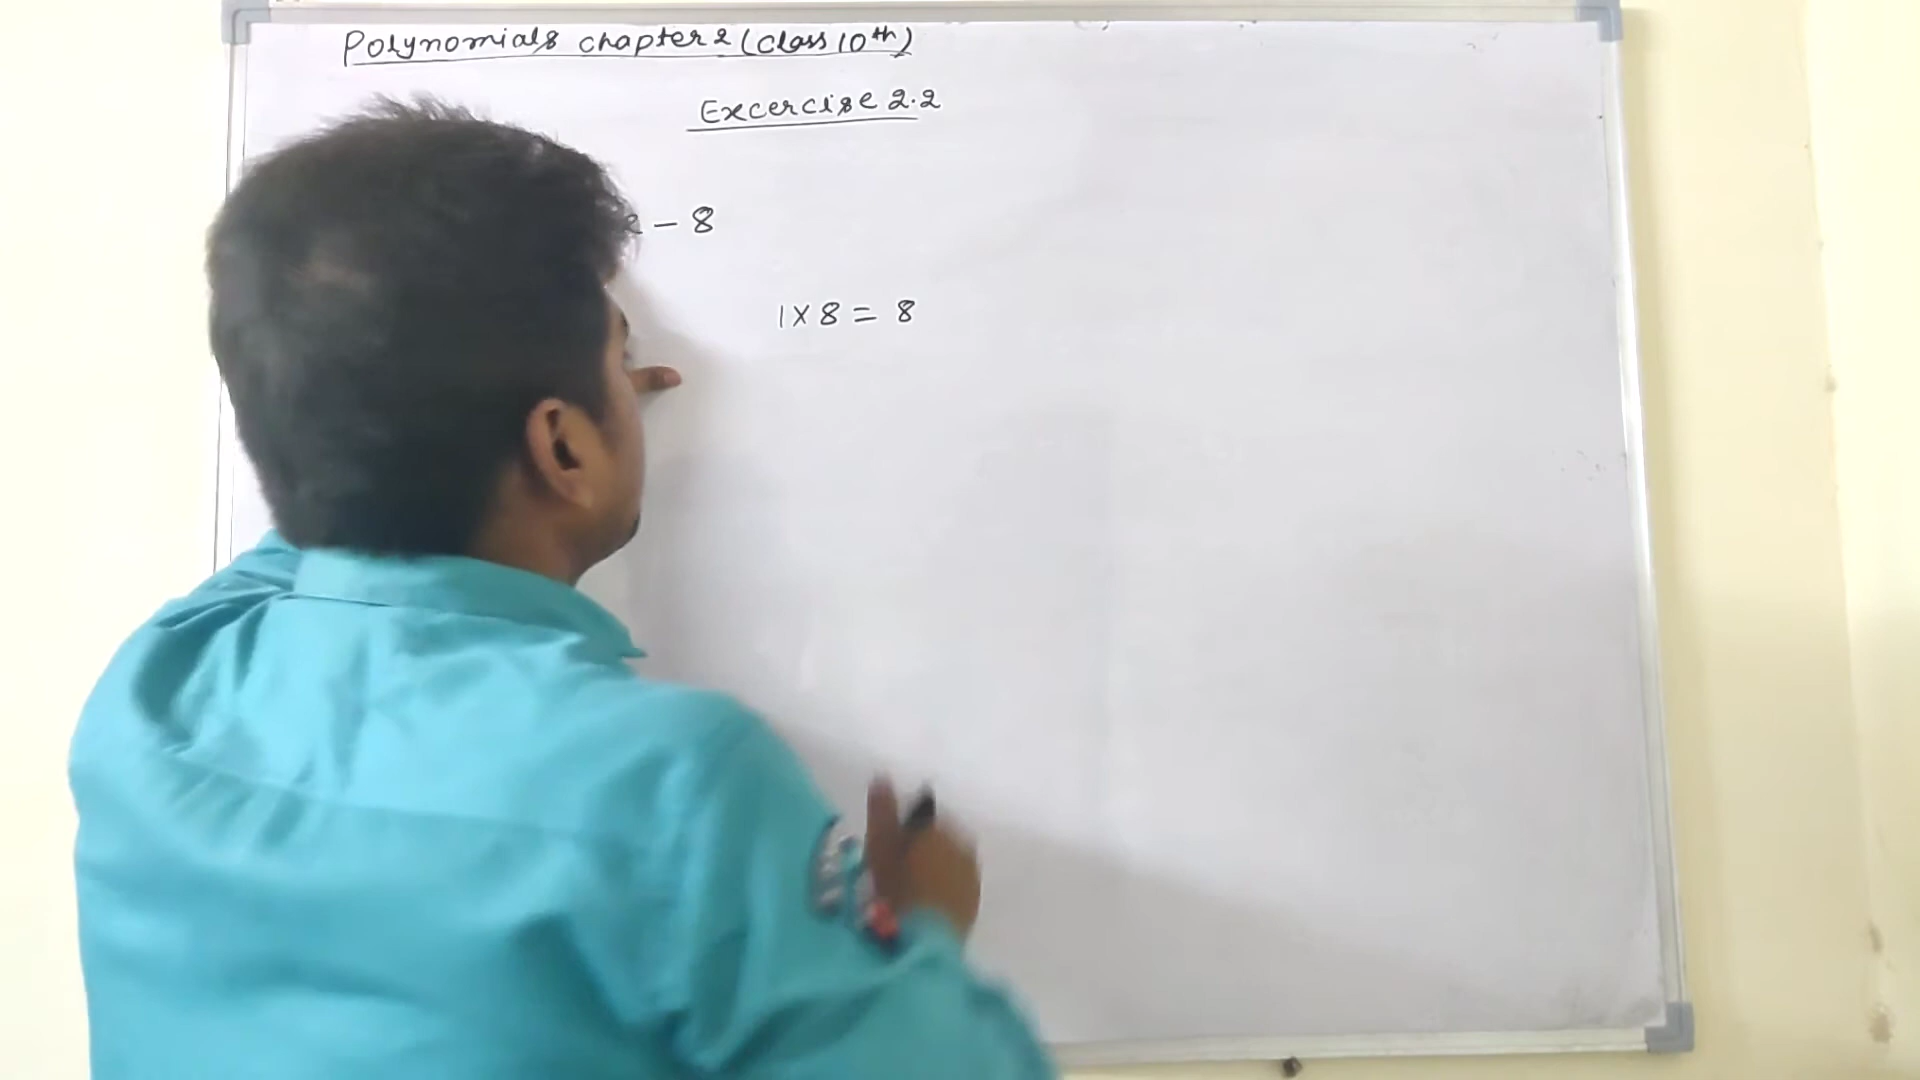 Polynomials chapter 2 (Class 10th)
Excercise 2.2
x - 8
1 x 8 = 8